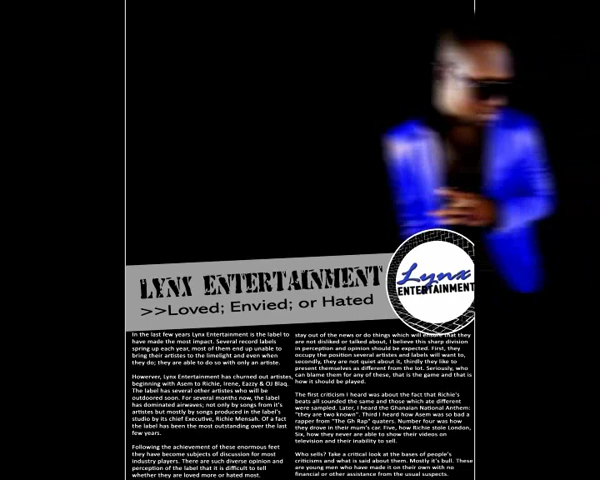 LYNX ENTERTAINMENT
>>Loved; Envied; or Hated
Lynx
ENTERTAINMENT
In the last few years Lynx Entertainment is the label to
have made the most impact. Several record labels
spring up each year, most of them end up unable to
bring their artistes to the limelight and even when
they do; they are able to do so with only an artiste.
Howerver, Lynx Entertainment has churned out artistes,
beginning with Asem to Richie, Irene, Eazzy & OJ Blaq.
The label has several other artistes who will be
outdoored soon. For several months now, the label
has dominated airwaves; not only by songs from it's
artistes but mostly by songs produced in the label's
studio by its chief Executive, Richie Mensah. Of a fact
the label has been the most outstanding over the last
few years.
Following the achievement of these enormous feet
they have become subjects of discussion for most
industry players. There are such diverse opinion and
perception of the label that it is difficult to tell
whether they are loved more or hated most.
stay out of the news or do things which will ensure that they
are not disliked or talked about, I believe this sharp division
in perception and opinion should be expected. First, they
occupy the position several artistes and labels will want to,
secondly, they are not quiet about it, thirdly they like to
present themselves as different from the lot. Seriously, who
can blame them for any of these, that is the game and that is
how it should be played.
The first criticism I heard was about the fact that Richie's
beats all sounded the same and those which ate different
were sampled. Later, I heard the Ghanaian National Anthem:
"they are two known". Third I heard how Asem was so bad a
rapper from "The Gh Rap" quaters. Number four was how
they drove in their mum's car. Five, how Richie stole London,
Six, how they never are able to show their videos on
television and their inability to sell.
Who sells? Take a critical look at the bases of people's
criticisms and what is said about them. Mostly it's bull. These
are young men who have made it on their own with no
financial or other assistance from the usual suspects.